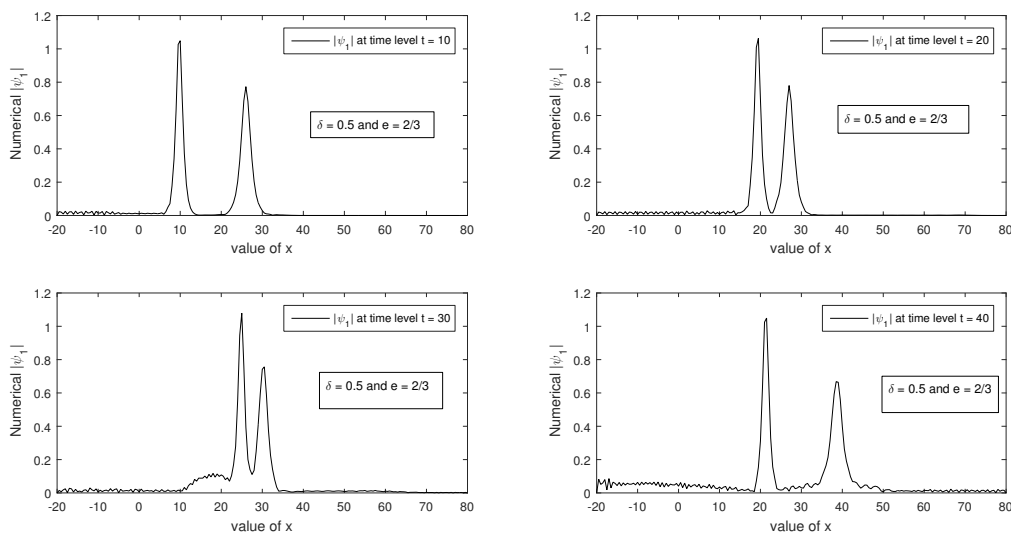 1.2
1
0.8
0.6
0.4
0.2
0
Numerical |ψ1|
|ψ1| at time level t = 10
δ = 0.5 and e = 2/3
-20 -10 0 10 20 30 40 50 60 70 80
value of x
1.2
1
0.8
0.6
0.4
0.2
0
Numerical |ψ1|
|ψ1| at time level t = 20
δ = 0.5 and e = 2/3
-20 -10 0 10 20 30 40 50 60 70 80
value of x
1.2
1
0.8
0.6
0.4
0.2
0
Numerical |ψ1|
|ψ1| at time level t = 30
δ = 0.5 and e = 2/3
-20 -10 0 10 20 30 40 50 60 70 80
value of x
1.2
1
0.8
0.6
0.4
0.2
0
Numerical |ψ1|
|ψ1| at time level t = 40
δ = 0.5 and e = 2/3
-20 -10 0 10 20 30 40 50 60 70 80
value of x